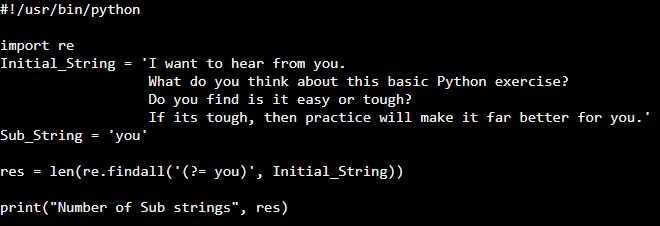 #!/usr/bin/python

import re
Initial_String = 'I want to hear from you.
                  What do you think about this basic Python exercise?
                  Do you find is it easy or tough?
                  If its tough, then practice will make it far better for you.'
Sub_String = 'you'

res = len(re.findall('(?= you)', Initial_String))

print("Number of Sub strings", res)